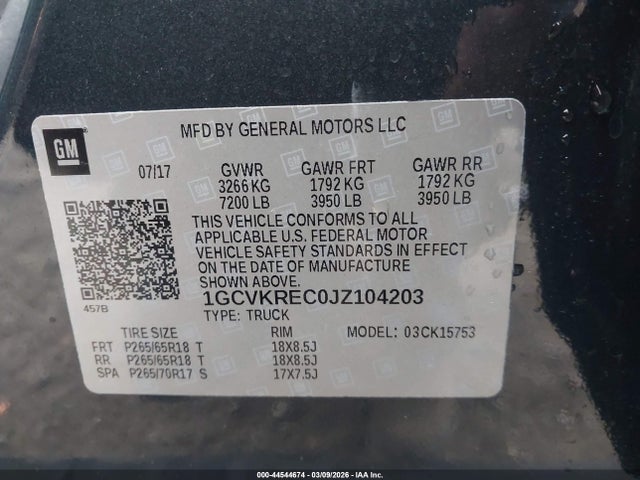 GM
MFD BY GENERAL MOTORS LLC
07/17 GVWR GAWR FRT GAWR RR
3266 KG 1792 KG 1792 KG
7200 LB 3950 LB 3950 LB
THIS VEHICLE CONFORMS TO ALL
APPLICABLE U.S. FEDERAL MOTOR
VEHICLE SAFETY STANDARDS IN EFFECT
ON THE DATE OF MANUFACTURE
SHOWN ABOVE.
457B
1GCVKREC0JZ104203
TYPE: TRUCK
TIRE SIZE RIM MODEL: 03CK15753
FRT P265/65R18 T 18X8.5J
RR P265/65R18 T 18X8.5J
SPA P265/70R17 S 17X7.5J
000-44544674 | 03/09/2026 | IAA Inc.